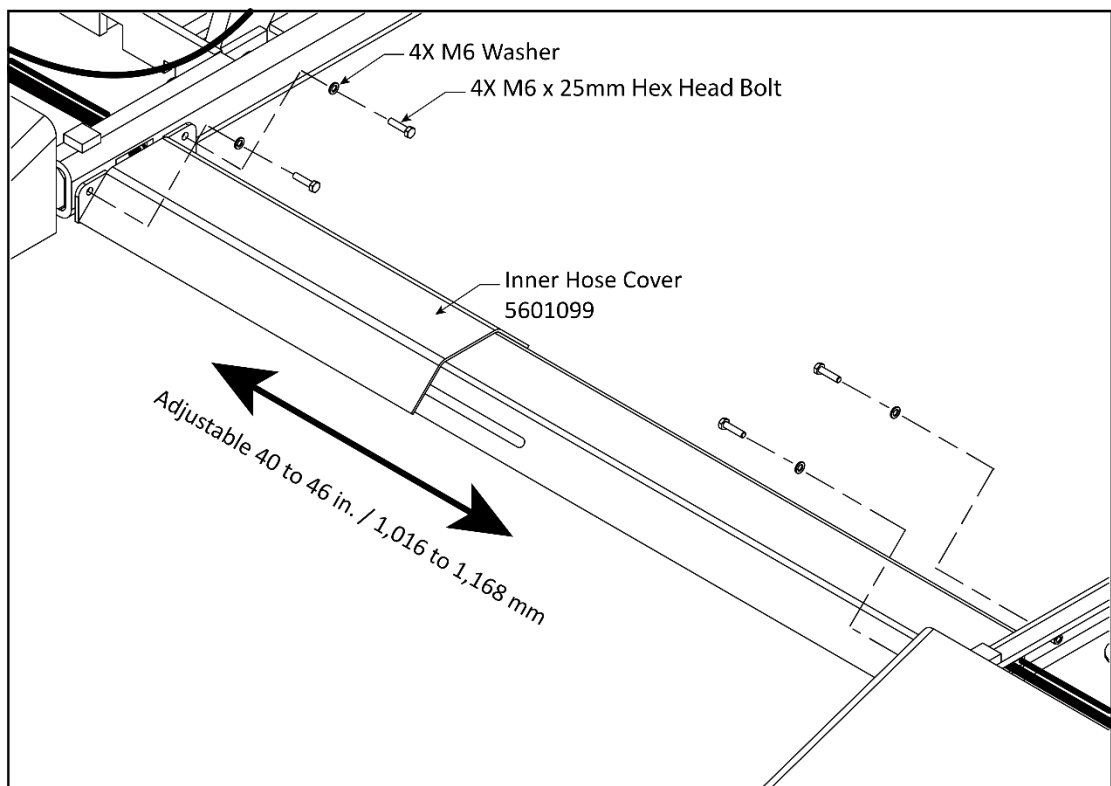 4X M6 Washer
4X M6 x 25mm Hex Head Bolt
Inner Hose Cover
5601099
Adjustable 40 to 46 in. / 1,016 to 1,168 mm